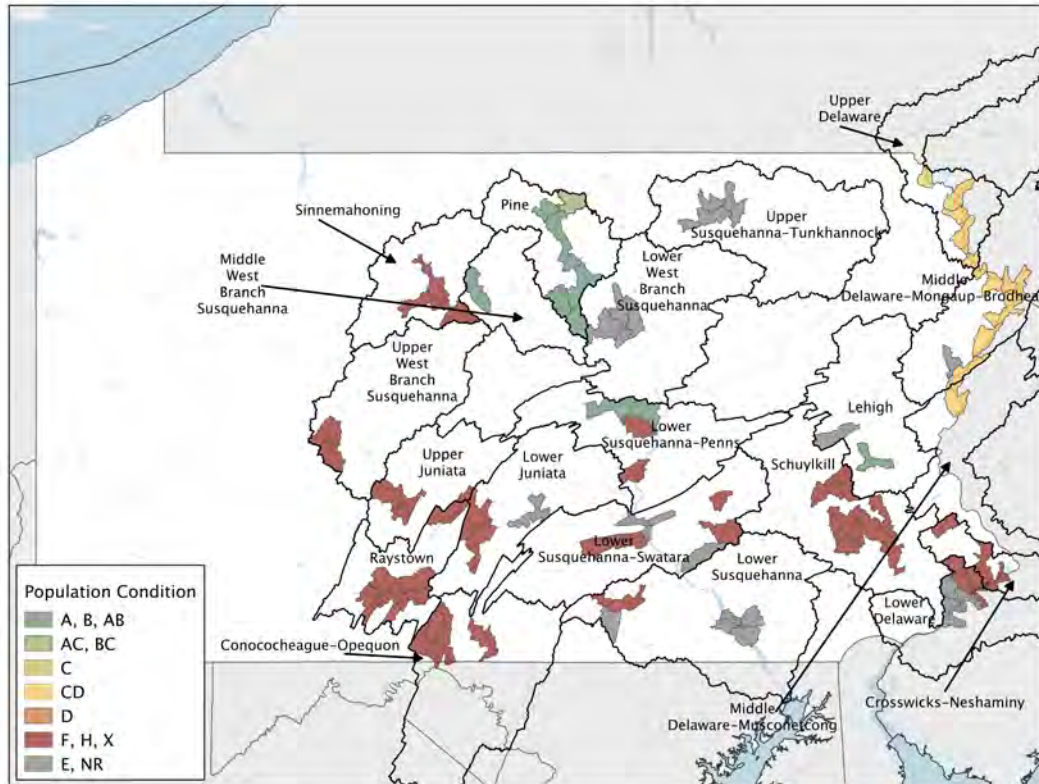 Upper
Delaware
Sinnemahoning
Pine
Upper
Susquehanna-Tunkhannock
Middle
West
Branch
Susquehanna
Lower
West
Branch
Susquehanna
Middle
Delaware-Mongaup-Brodhea
Upper
West
Branch
Susquehanna
Lehigh
Lower
Susquehanna-Penns
Upper
Juniata
Lower
Juniata
Schuylkill
Lower
Susquehanna-Swatara
Raystown
Lower
Susquehanna
Lower
Delaware
Conococheague-Opequon
Crosswicks-Neshaminy
Middle
Delaware-Musconetcong
Population Condition
A, B, AB
AC, BC
C
CD
D
F, H, X
E, NR